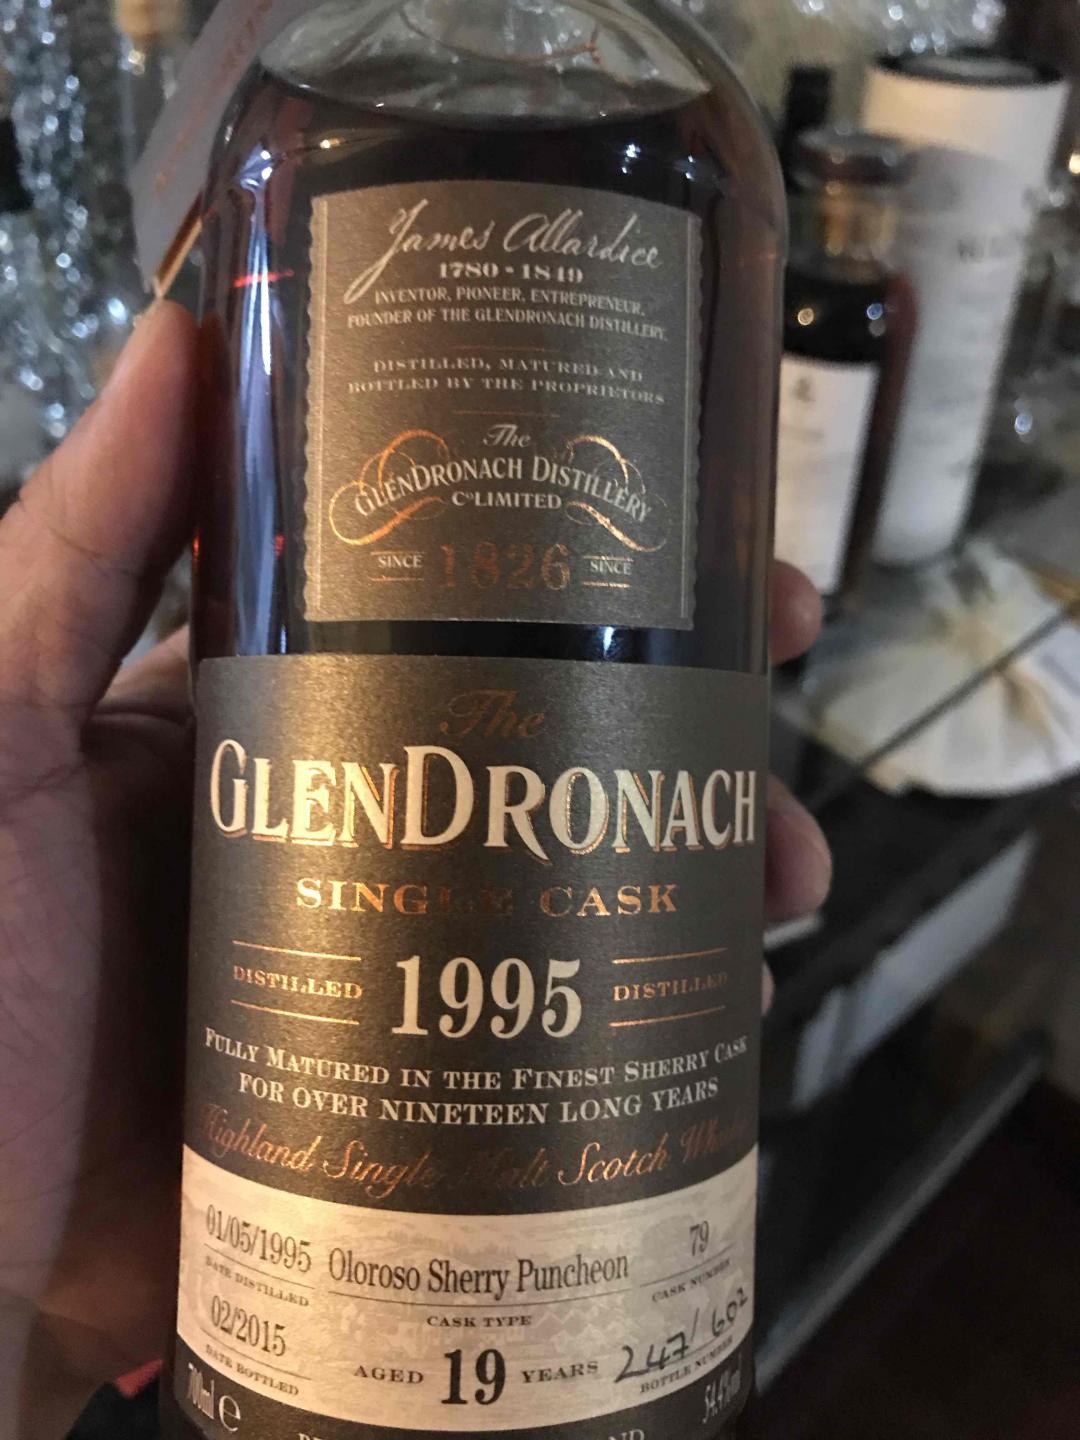 James Allardice
1780 - 1849
INVENTOR, PIONEER, ENTREPRENEUR,
FOUNDER OF THE GLENDRONACH DISTILLERY.
DISTILLED, MATURED AND
BOTTLED BY THE PROPRIETORS
The
GLENDRONACH DISTILLERY
Co LIMITED
SINCE 1826 SINCE
The
GLENDRONACH
SINGLE CASK
DISTILLED 1995 DISTILLED
FULLY MATURED IN THE FINEST SHERRY CASK
FOR OVER NINETEEN LONG YEARS
Highland Single Malt Scotch Whisky
01/05/1995 Oloroso Sherry Puncheon 79
DATE DISTILLED CASK TYPE CASK NUMBER
02/2015 AGED 19 YEARS 247/602
DATE BOTTLED BOTTLE NUMBER
700ml e